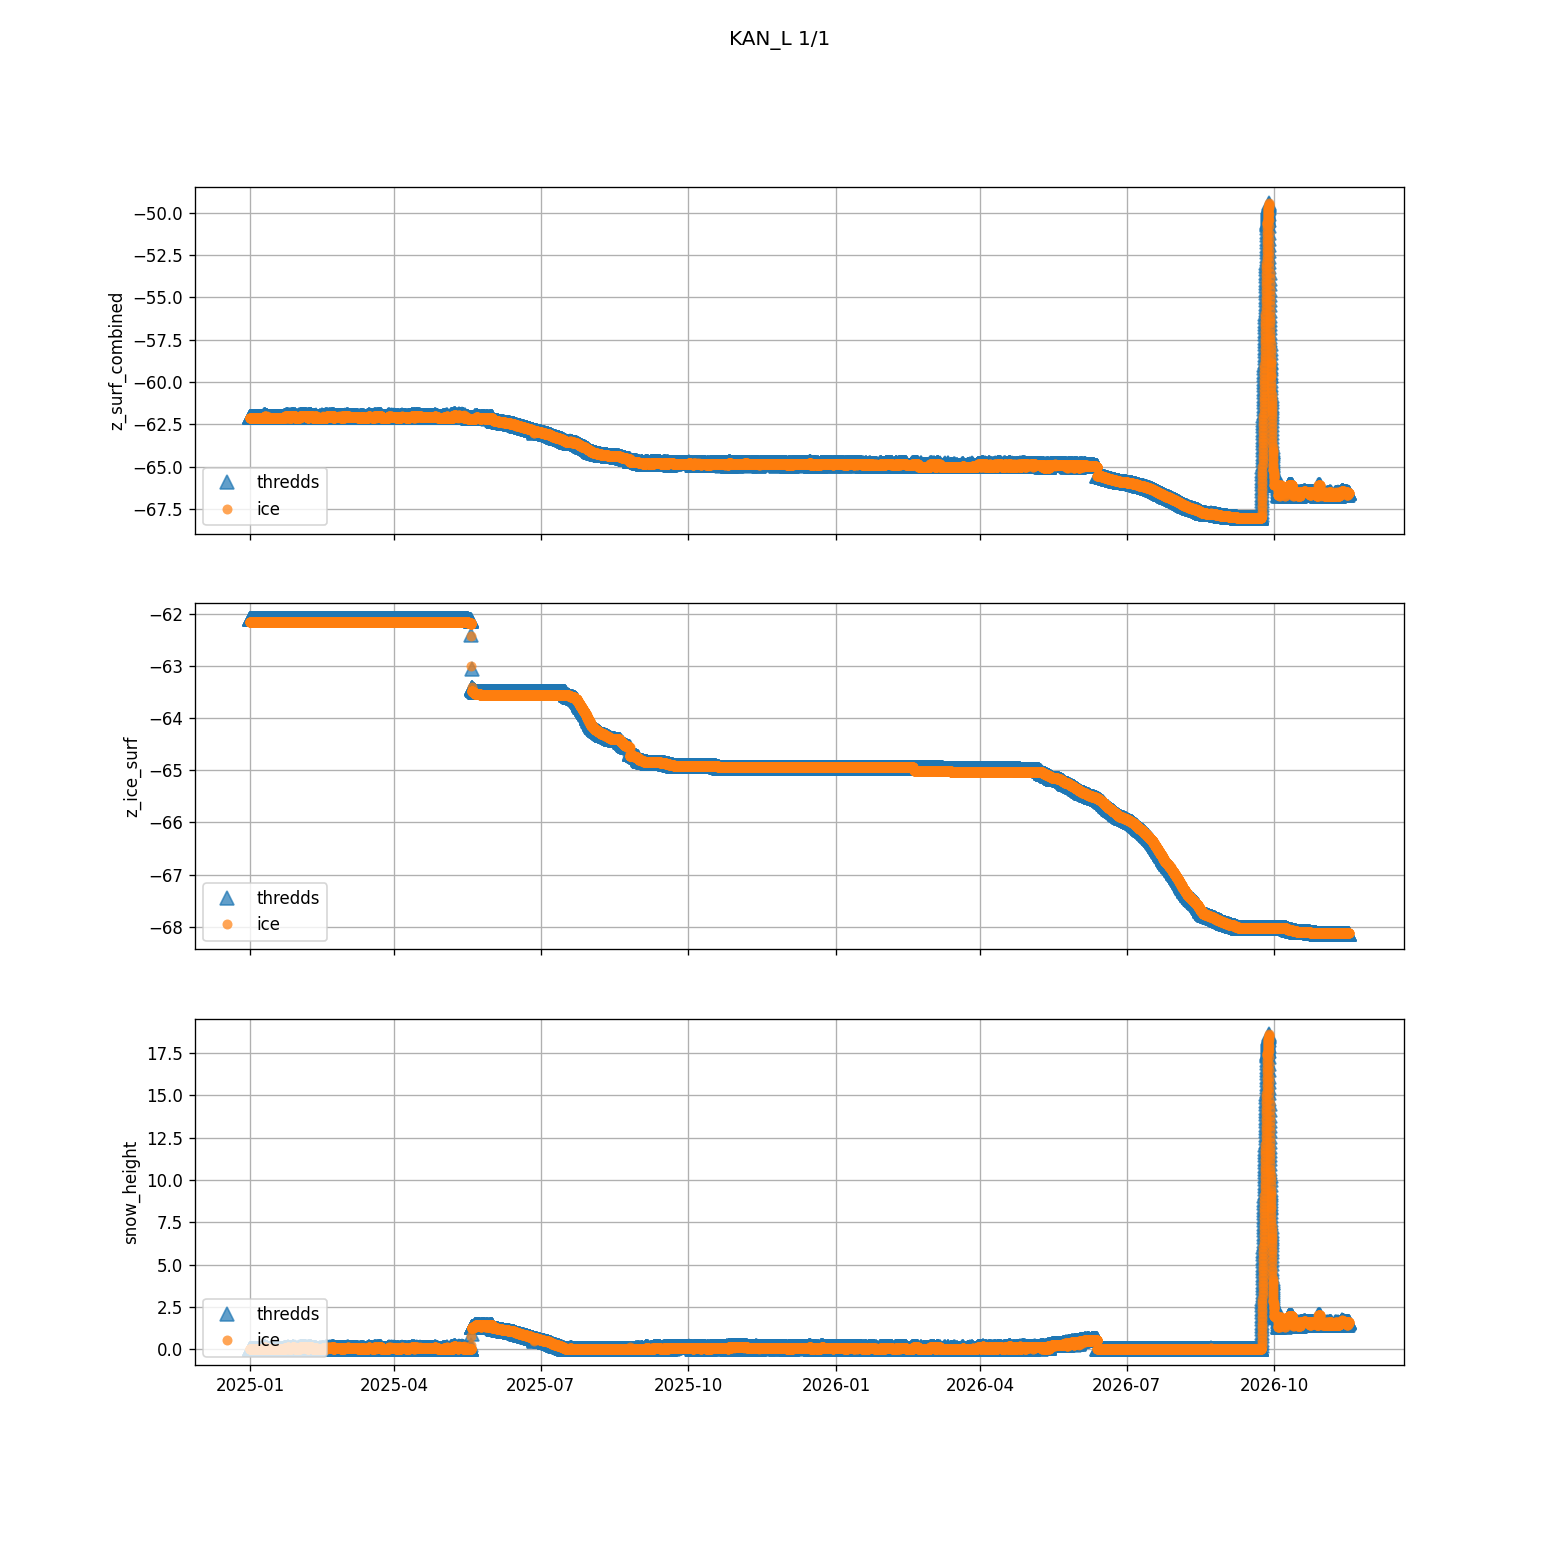 KAN_L 1/1
z_surf_combined
−50.0
−52.5
−55.0
−57.5
−60.0
−62.5
−65.0
−67.5
thredds
ice
z_ice_surf
−62
−63
−64
−65
−66
−67
−68
thredds
ice
snow_height
17.5
15.0
12.5
10.0
7.5
5.0
2.5
0.0
thredds
ice
2025-01 2025-04 2025-07 2025-10 2026-01 2026-04 2026-07 2026-10